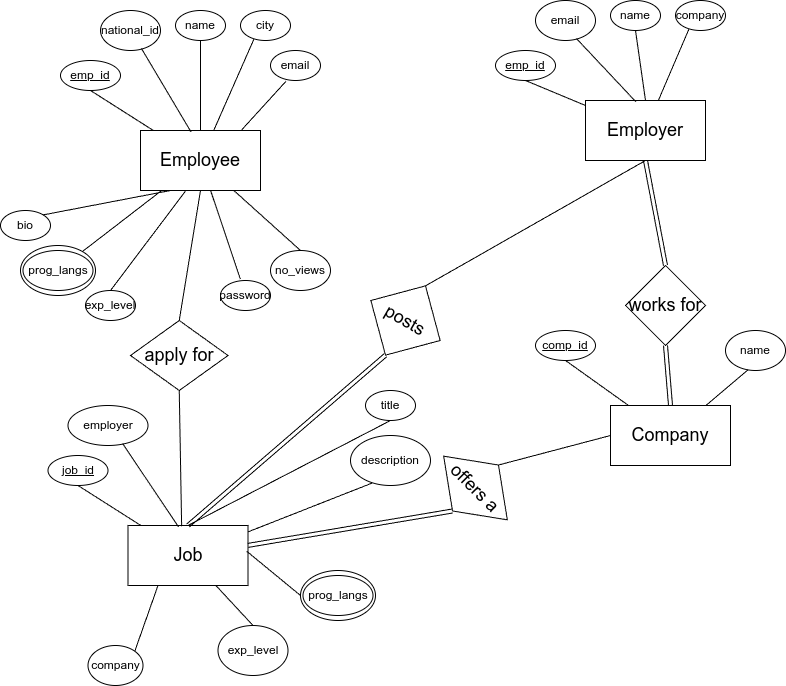 national_id
name
city
emp_id
email
Employee
bio
prog_langs
exp_level
password
no_views
email
name
company
emp_id
Employer
posts
works for
apply for
comp_id
name
Company
title
employer
description
job_id
offers a
Job
prog_langs
company
exp_level